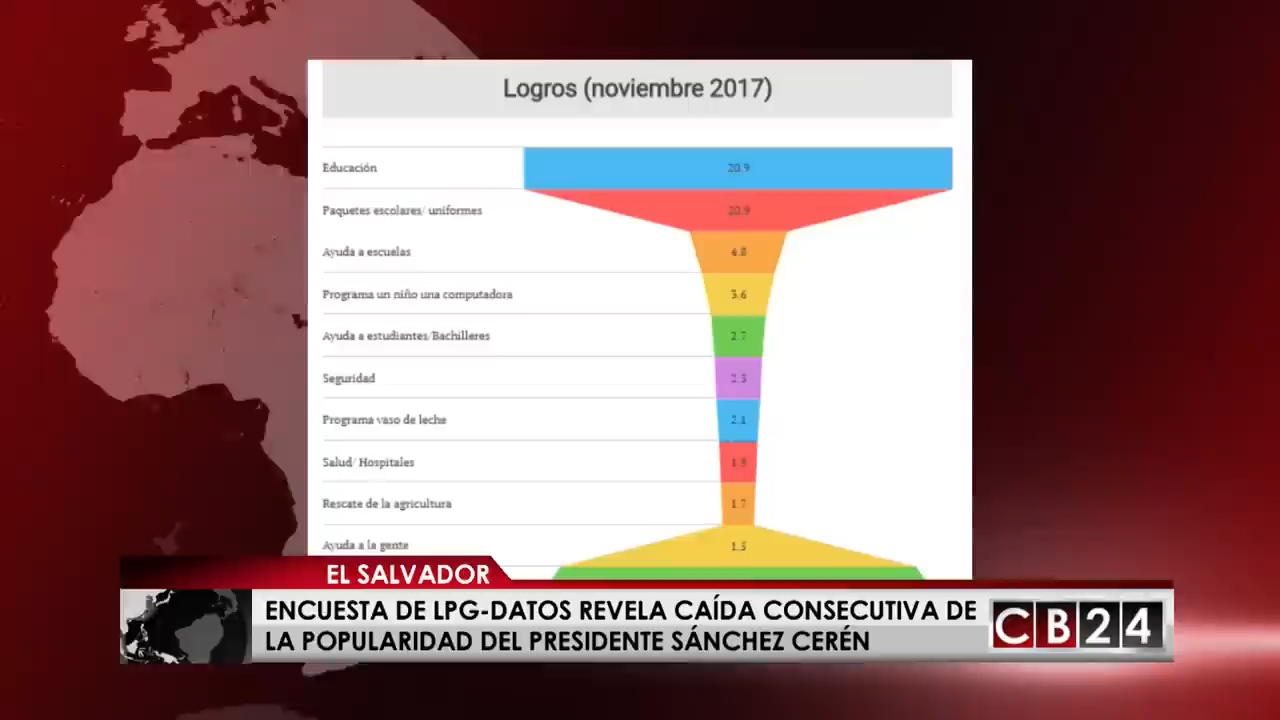 Logros (noviembre 2017)
Educación 20.9
Paquetes escolares/ uniformes 20.9
Ayuda a escuelas 4.8
Programa un niño una computadora 3.6
Ayuda a estudiantes/Bachilleres 2.7
Seguridad 2.3
Programa vaso de leche 2.1
Salud/ Hospitales 1.9
Rescate de la agricultura 1.7
Ayuda a la gente 1.5
EL SALVADOR
ENCUESTA DE LPG-DATOS REVELA CAÍDA CONSECUTIVA DE
LA POPULARIDAD DEL PRESIDENTE SÁNCHEZ CERÉN
CB24